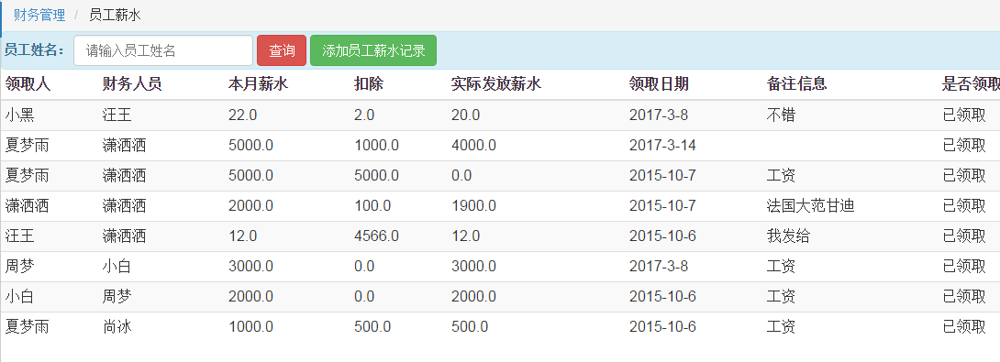 财务管理 / 员工薪水
员工姓名： 请输入员工姓名 查询 添加员工薪水记录
领取人 财务人员 本月薪水 扣除 实际发放薪水 领取日期 备注信息 是否领取
小黑 汪王 22.0 2.0 20.0 2017-3-8 不错 已领取
夏梦雨 潇洒洒 5000.0 1000.0 4000.0 2017-3-14 已领取
夏梦雨 潇洒洒 5000.0 5000.0 0.0 2015-10-7 工资 已领取
潇洒洒 潇洒洒 2000.0 100.0 1900.0 2015-10-7 法国大范甘迪 已领取
汪王 潇洒洒 12.0 4566.0 12.0 2015-10-6 我发给 已领取
周梦 小白 3000.0 0.0 3000.0 2017-3-8 工资 已领取
小白 周梦 2000.0 0.0 2000.0 2015-10-6 工资 已领取
夏梦雨 尚冰 1000.0 500.0 500.0 2015-10-6 工资 已领取